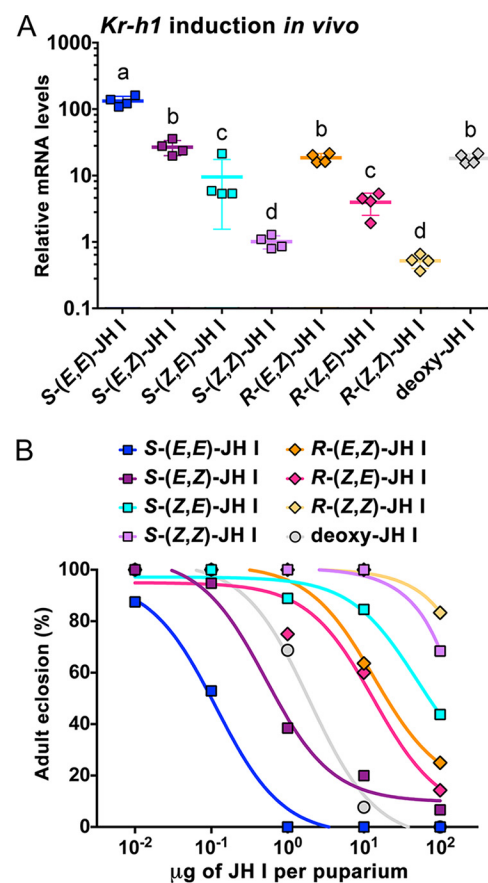 A
Kr-h1 induction in vivo
Relative mRNA levels
1000
100
10
1
0.1
a
b
c
d
b
c
d
b
S-(E,E)-JH I
S-(E,Z)-JH I
S-(Z,E)-JH I
S-(Z,Z)-JH I
R-(E,Z)-JH I
R-(Z,E)-JH I
R-(Z,Z)-JH I
deoxy-JH I
B
S-(E,E)-JH I
R-(E,Z)-JH I
S-(E,Z)-JH I
R-(Z,E)-JH I
S-(Z,E)-JH I
R-(Z,Z)-JH I
S-(Z,Z)-JH I
deoxy-JH I
Adult eclosion (%)
100
80
60
40
20
0
10⁻² 10⁻¹ 10⁰ 10¹ 10²
µg of JH I per puparium